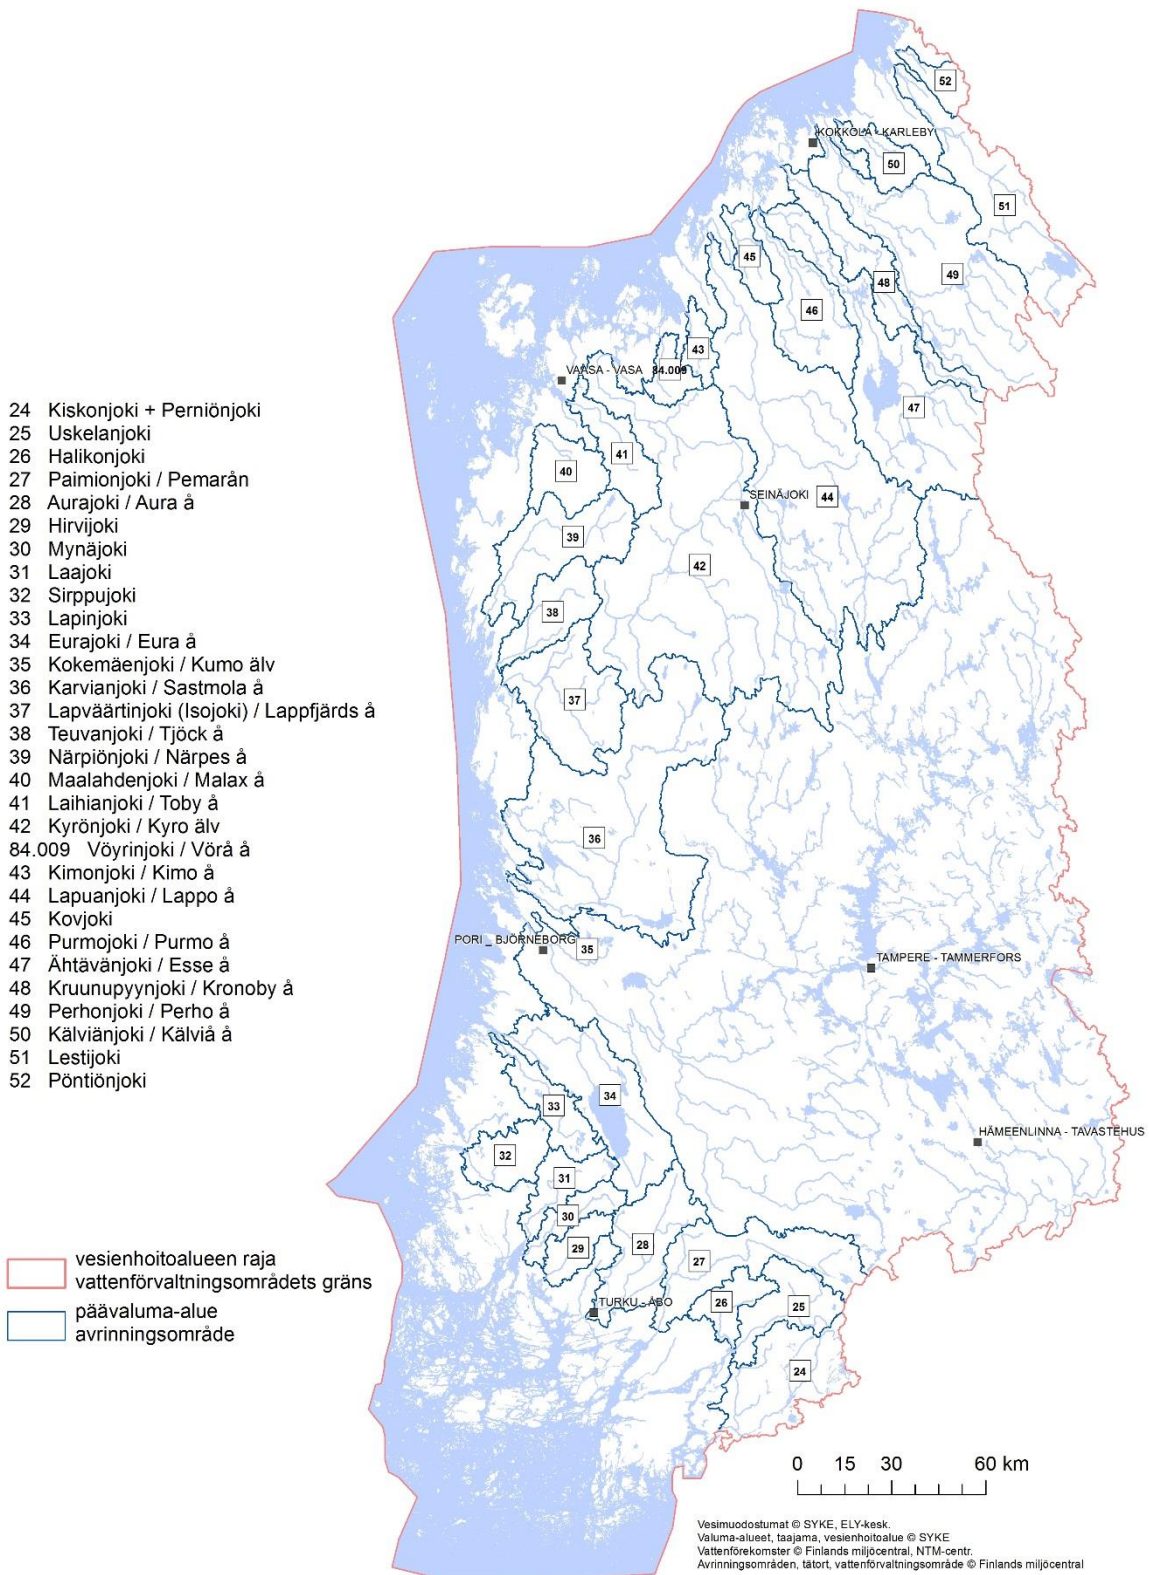 52
KOKKOLA - KARLEBY
50
51
45
49
48
46
43
VAASA - VASA
84.009
47
24 Kiskonjoki + Perniönjoki
25 Uskelanjoki
26 Halikonjoki
27 Paimionjoki / Pemarån
28 Aurajoki / Aura å
29 Hirvijoki
30 Mynäjoki
31 Laajoki
32 Sirppujoki
33 Lapinjoki
34 Eurajoki / Eura å
35 Kokemäenjoki / Kumo älv
36 Karvianjoki / Sastmola å
37 Lapväärtinjoki (Isojoki) / Lappfjärds å
38 Teuvanjoki / Tjöck å
39 Närpiönjoki / Närpes å
40 Maalahdenjoki / Malax å
41 Laihianjoki / Toby å
42 Kyrönjoki / Kyro älv
84.009 Vöyrinjoki / Vörå å
43 Kimonjoki / Kimo å
44 Lapuanjoki / Lappo å
45 Kovjoki
46 Purmojoki / Purmo å
47 Ähtävänjoki / Esse å
48 Kruunupyynjoki / Kronoby å
49 Perhonjoki / Perho å
50 Kälviänjoki / Kälviå å
51 Lestijoki
52 Pöntiönjoki
41
40
SEINÄJOKI
44
39
42
38
37
36
PORI _ BJÖRNEBORG
35
TAMPERE - TAMMERFORS
34
33
HÄMEENLINNA - TAVASTEHUS
32
31
30
29
28
27
26
25
TURKU - ÅBO
24
vesienhoitoalueen raja
vattenförvaltningsområdets gräns
päävaluma-alue
avrinningsområde
0 15 30 60 km
Vesimuodostumat © SYKE, ELY-kesk.
Valuma-alueet, taajama, vesienhoitoalue © SYKE
Vattenförekomster © Finlands miljöcentral, NTM-centr.
Avrinningsområden, tätort, vattenförvaltningsområde © Finlands miljöcentral